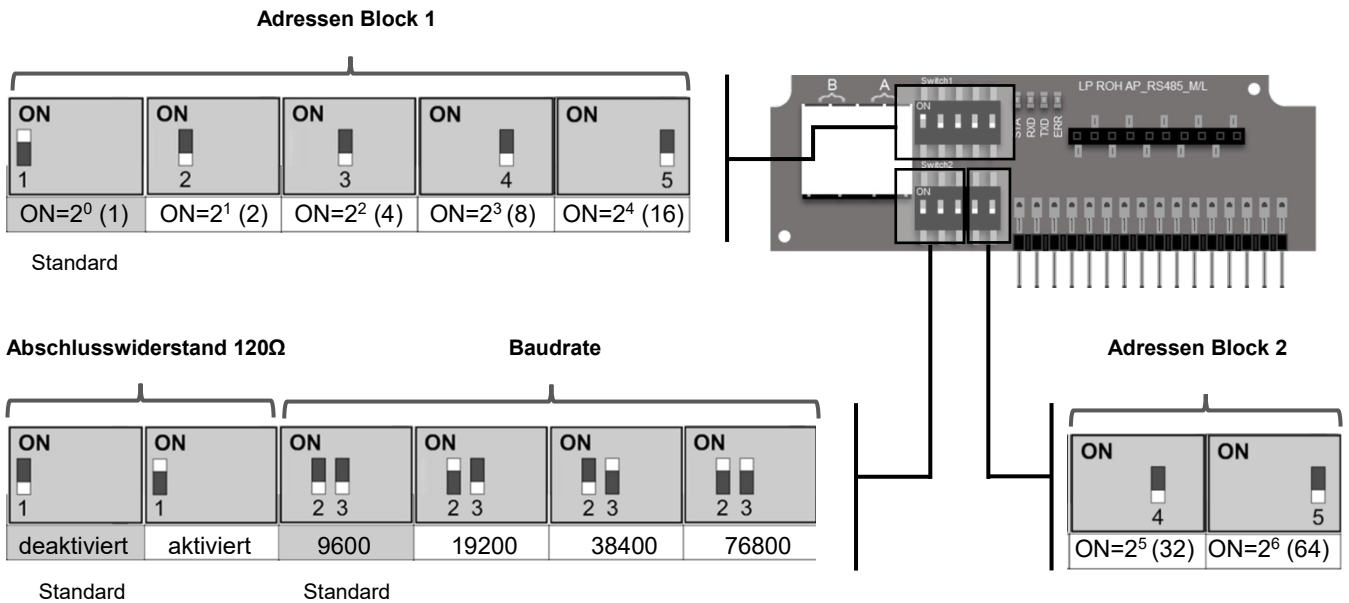 Adressen Block 1
ON ON ON ON ON
1 2 3 4 5
ON=2⁰ (1) ON=2¹ (2) ON=2² (4) ON=2³ (8) ON=2⁴ (16)
Standard
B A Switch1 LP ROH AP_RS485_M/L
ON
STA RXD TXD ERR
Switch2
ON
Abschlusswiderstand 120Ω Baudrate Adressen Block 2
ON ON ON ON ON ON
1 1 2 3 2 3 2 3 2 3
deaktiviert aktiviert 9600 19200 38400 76800
Standard Standard
ON ON
4 5
ON=2⁵ (32) ON=2⁶ (64)